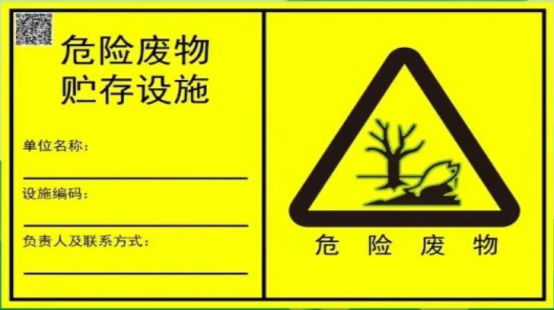 危险废物
贮存设施
单位名称：
设施编码：
负责人及联系方式：
危险废物